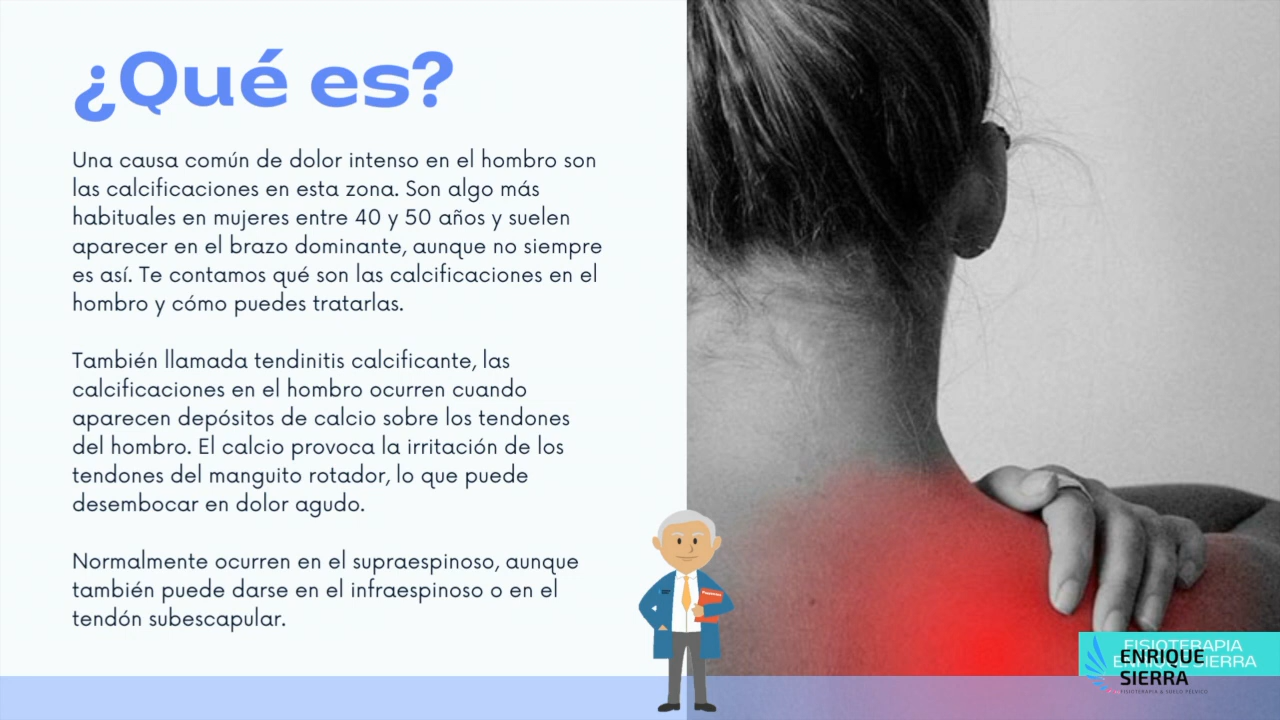 ¿Qué es?
Una causa común de dolor intenso en el hombro son
las calcificaciones en esta zona. Son algo más
habituales en mujeres entre 40 y 50 años y suelen
aparecer en el brazo dominante, aunque no siempre
es así. Te contamos qué son las calcificaciones en el
hombro y cómo puedes tratarlas.
También llamada tendinitis calcificante, las
calcificaciones en el hombro ocurren cuando
aparecen depósitos de calcio sobre los tendones
del hombro. El calcio provoca la irritación de los
tendones del manguito rotador, lo que puede
desembocar en dolor agudo.
Normalmente ocurren en el supraespinoso, aunque
también puede darse en el infraespinoso o en el
tendón subescapular.
FISIOTERAPIA
ENRIQUE SIERRA
ENRIQUE
SIERRA
FISIOTERAPIA & SUELO PÉLVICO